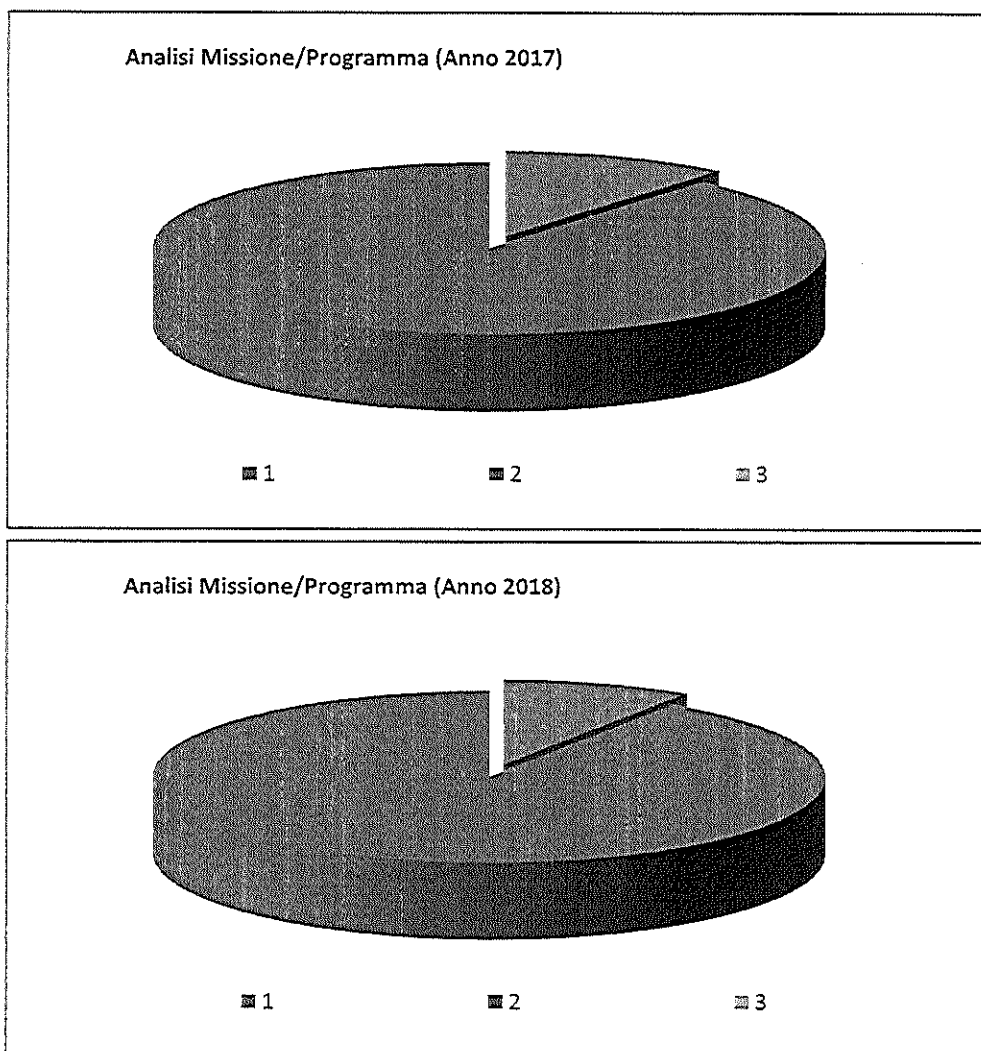 Analisi Missione/Programma (Anno 2017)
1 2 3
Analisi Missione/Programma (Anno 2018)
1 2 3